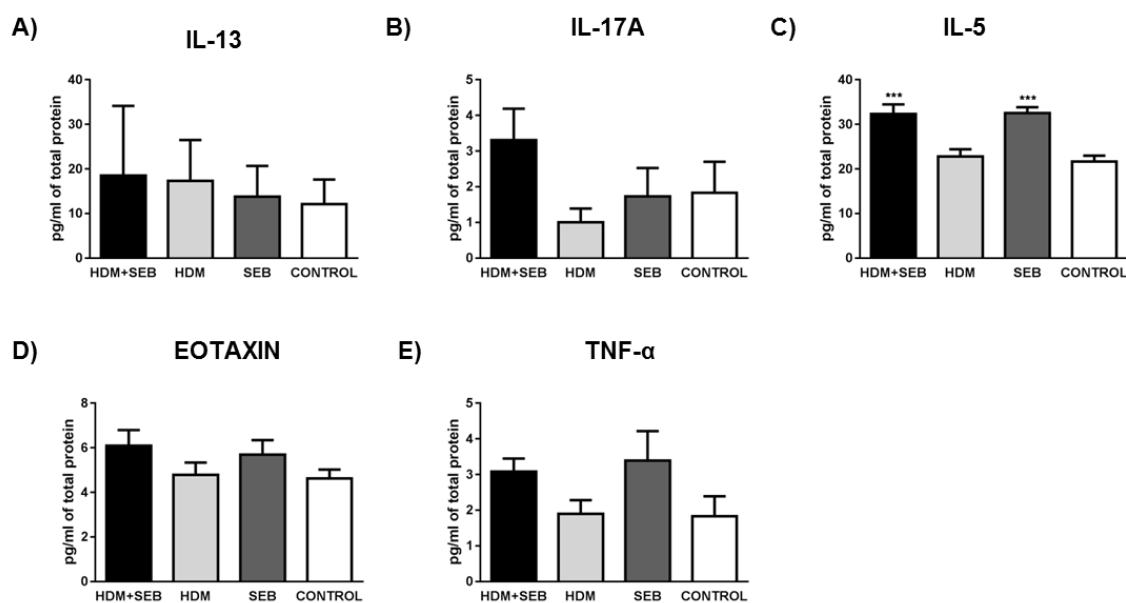 A)
IL-13
pg/ml of total protein
40
30
20
10
0
HDM+SEB HDM SEB CONTROL
B)
IL-17A
pg/ml of total protein
5
4
3
2
1
0
HDM+SEB HDM SEB CONTROL
C)
IL-5
pg/ml of total protein
40
30
20
10
0
*** ***
HDM+SEB HDM SEB CONTROL
D)
EOTAXIN
pg/ml of total protein
8
6
4
2
0
HDM+SEB HDM SEB CONTROL
E)
TNF-α
pg/ml of total protein
5
4
3
2
1
0
HDM+SEB HDM SEB CONTROL